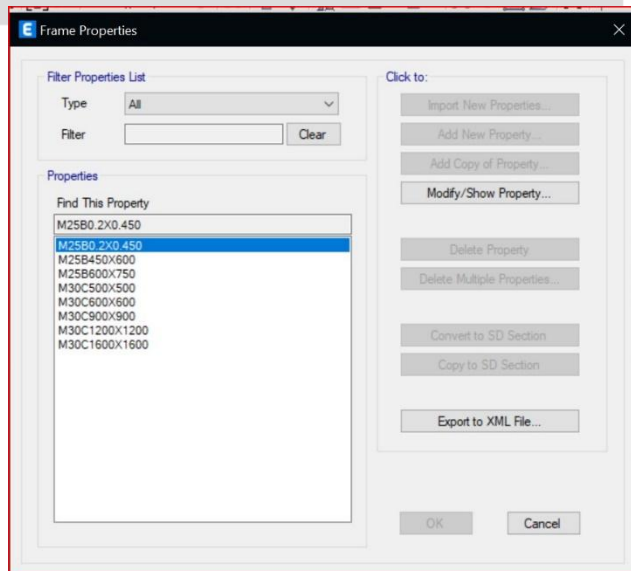 E Frame Properties
Filter Properties List
Type All
Filter Clear
Properties
Find This Property
M25B0.2X0.450
M25B0.2X0.450
M25B450X600
M25B600X750
M30C500X500
M30C600X600
M30C900X900
M30C1200X1200
M30C1600X1600
Click to:
Import New Properties...
Add New Property...
Add Copy of Property...
Modify/Show Property...
Delete Property
Delete Multiple Properties...
Convert to SD Section
Copy to SD Section
Export to XML File...
OK Cancel